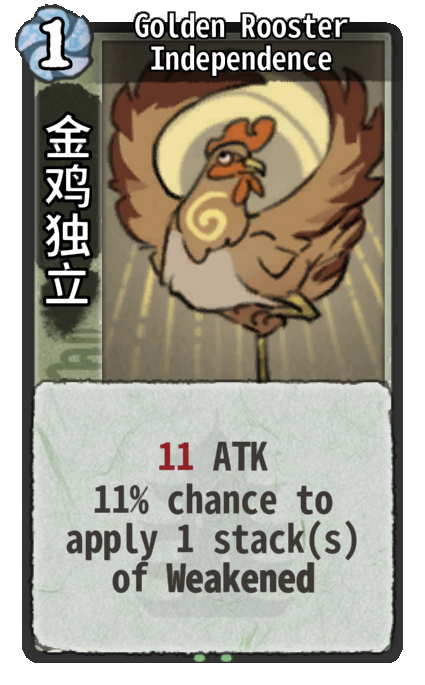 1
Golden Rooster
Independence
金鸡独立
11 ATK
11% chance to
apply 1 stack(s)
of Weakened